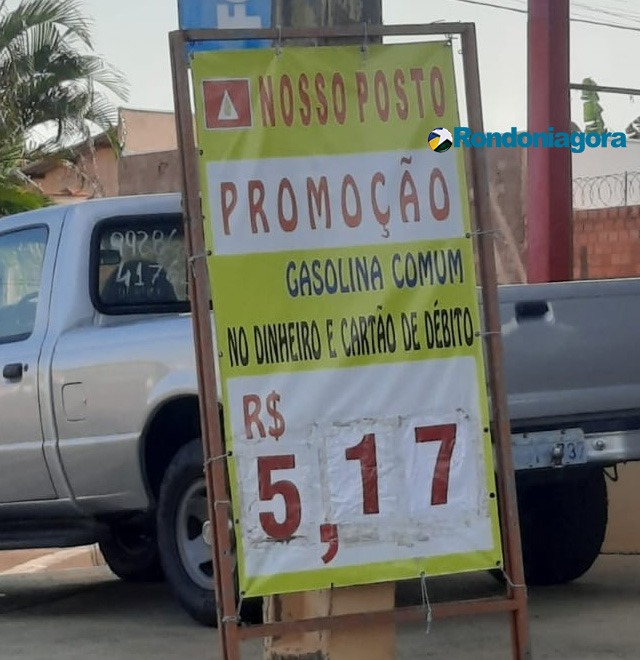 NOSSO POSTO
Rondoniagora
PROMOÇÃO
GASOLINA COMUM
NO DINHEIRO E CARTÃO DE DÉBITO
R$
5,17